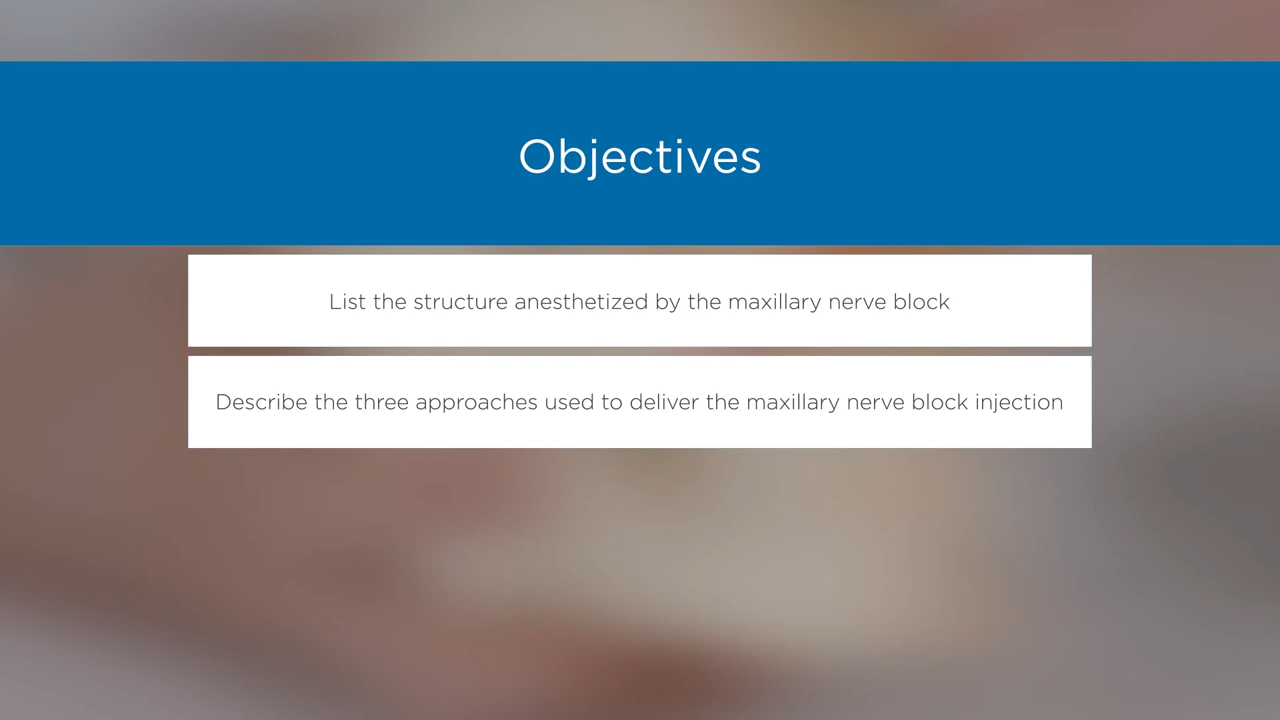 Objectives
List the structure anesthetized by the maxillary nerve block
Describe the three approaches used to deliver the maxillary nerve block injection